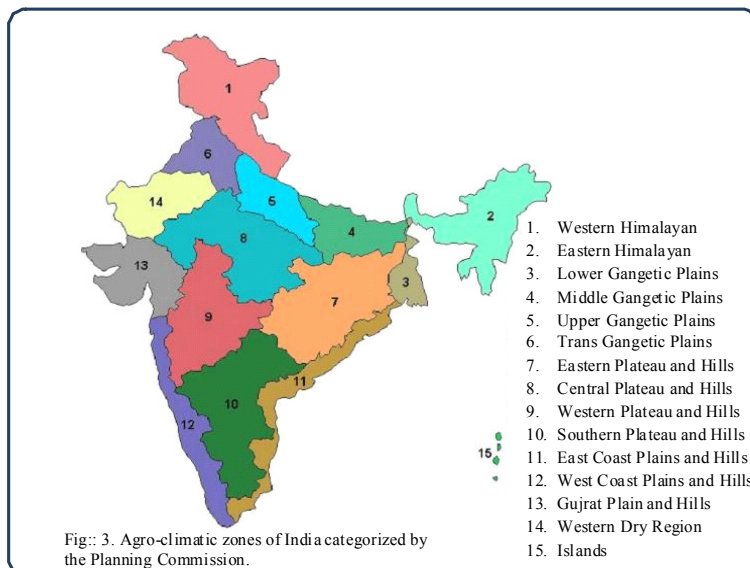 1
6
14
5
2
4
8
13
3
7
9
11
10
12
15
1. Western Himalayan
2. Eastern Himalayan
3. Lower Gangetic Plains
4. Middle Gangetic Plains
5. Upper Gangetic Plains
6. Trans Gangetic Plains
7. Eastern Plateau and Hills
8. Central Plateau and Hills
9. Western Plateau and Hills
10. Southern Plateau and Hills
11. East Coast Plains and Hills
12. West Coast Plains and Hills
13. Gujrat Plain and Hills
14. Western Dry Region
15. Islands
Fig:: 3. Agro-climatic zones of India categorized by
the Planning Commission.